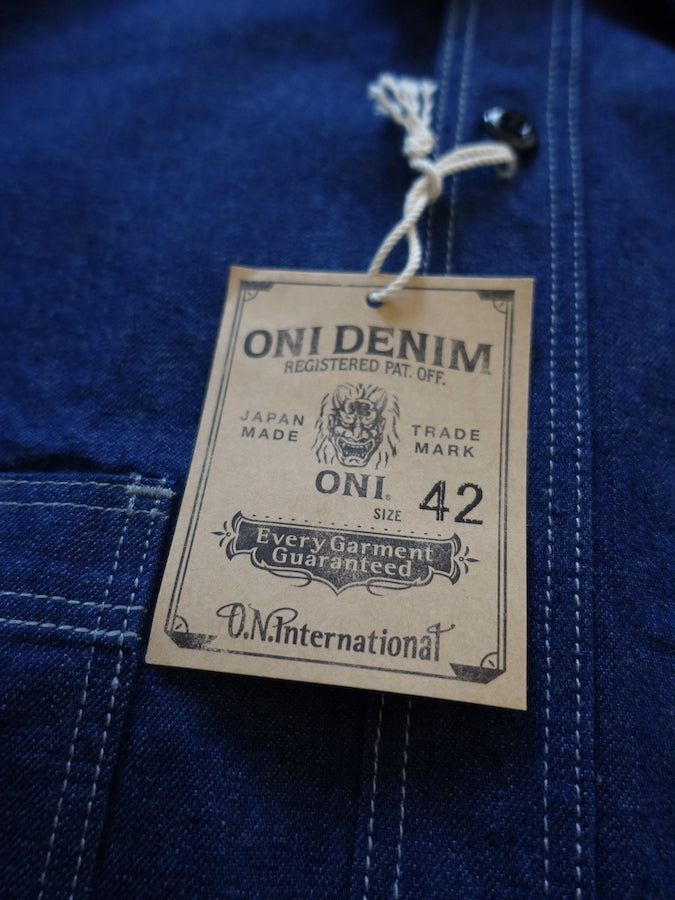 ONI DENIM
REGISTERED PAT. OFF.
JAPAN MADE
TRADE MARK
ONI®
SIZE 42
Every Garment
Guaranteed
O.N.International